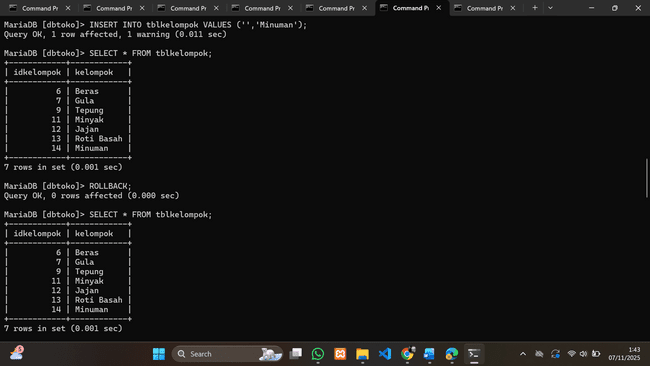 Command Pr Command Pr Command Pr Command Pr Command Pr Command Pr Command Pr
MariaDB [dbtoko]> INSERT INTO tblkelompok VALUES ('','Minuman');
Query OK, 1 row affected, 1 warning (0.011 sec)
MariaDB [dbtoko]> SELECT * FROM tblkelompok;
+------------+------------+
| idkelompok | kelompok   |
+------------+------------+
|          6 | Beras      |
|          7 | Gula       |
|          9 | Tepung     |
|         11 | Minyak     |
|         12 | Jajan      |
|         13 | Roti Basah |
|         14 | Minuman    |
+------------+------------+
7 rows in set (0.001 sec)
MariaDB [dbtoko]> ROLLBACK;
Query OK, 0 rows affected (0.000 sec)
MariaDB [dbtoko]> SELECT * FROM tblkelompok;
+------------+------------+
| idkelompok | kelompok   |
+------------+------------+
|          6 | Beras      |
|          7 | Gula       |
|          9 | Tepung     |
|         11 | Minyak     |
|         12 | Jajan      |
|         13 | Roti Basah |
|         14 | Minuman    |
+------------+------------+
7 rows in set (0.001 sec)
Search
1:43
07/11/2025